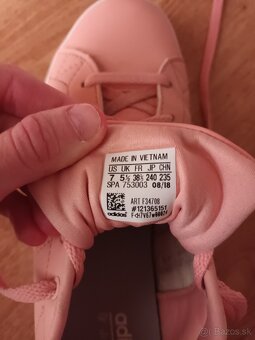 MADE IN VIETNAM
US UK FR JP CHN
7 5½ 38⅔ 240 235
SPA 753003 08/18
ART F34708
#121365151
adidas
bazos.sk